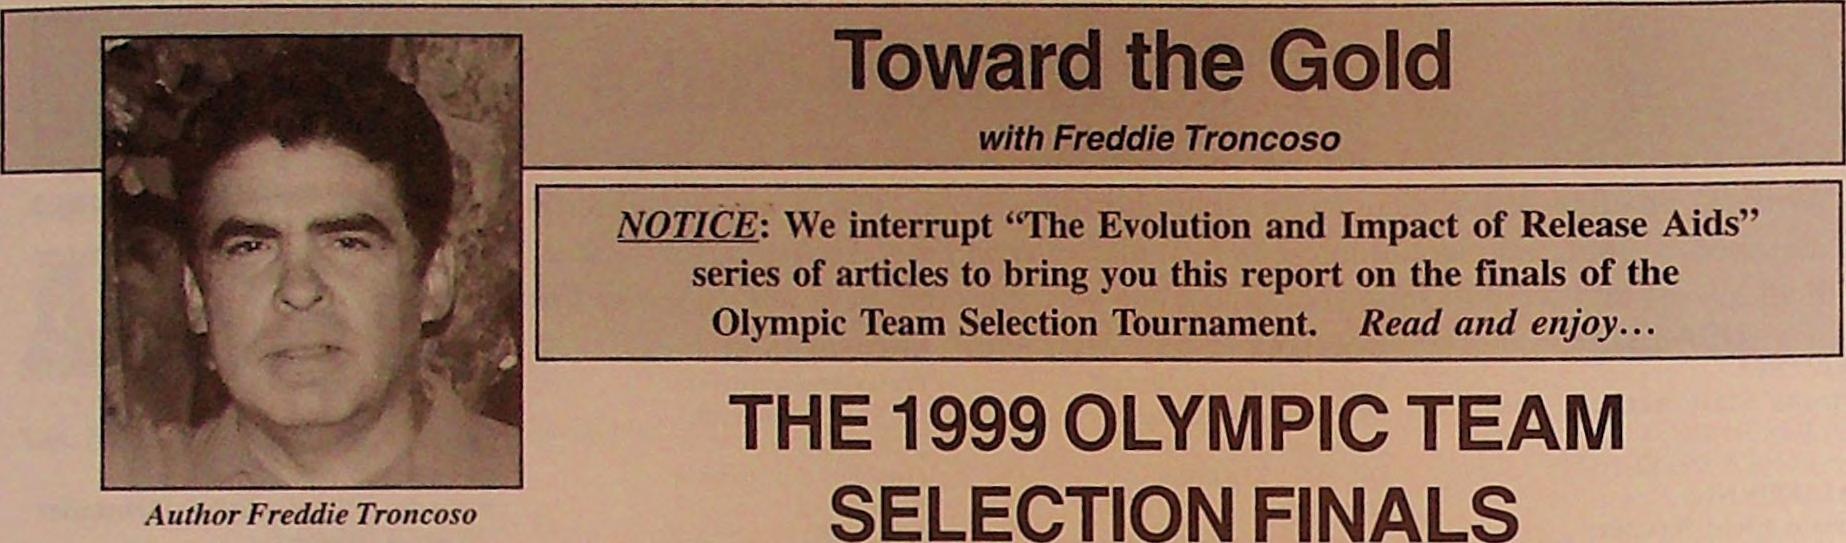 Toward the Gold
with Freddie Troncoso
NOTICE: We interrupt “The Evolution and Impact of Release Aids”
series of articles to bring you this report on the finals of the
Olympic Team Selection Tournament. Read and enjoy...
THE 1999 OLYMPIC TEAM
SELECTION FINALS
Author Freddie Troncoso